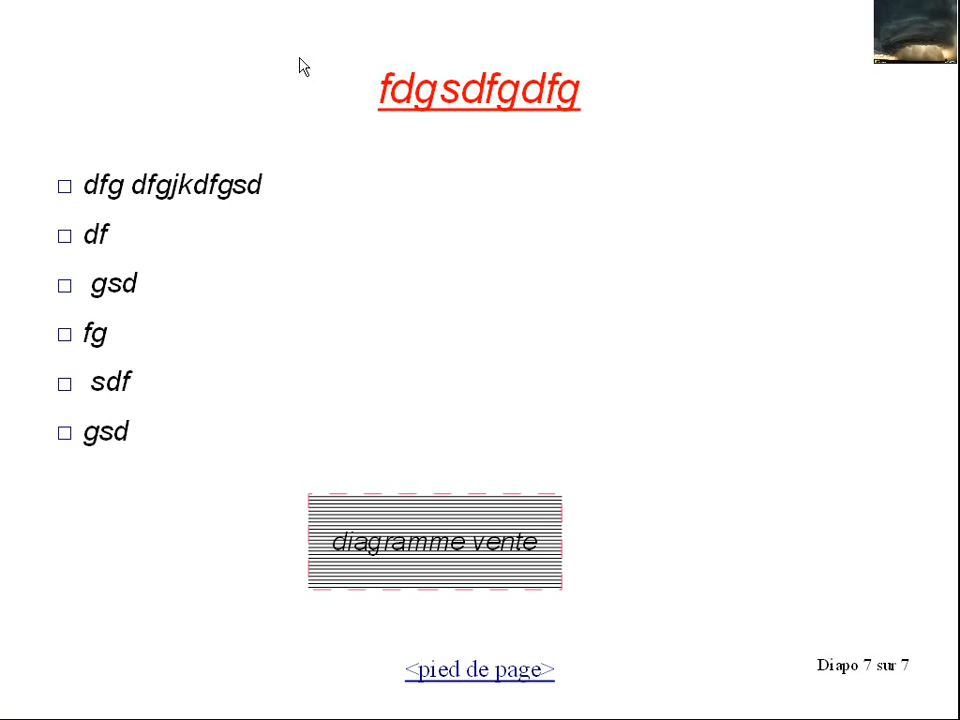 fdgsdfgdfg
dfg dfgjkdfgsd
df
gsd
fg
sdf
gsd
diagramme vente
<pied de page>
Diapo 7 sur 7